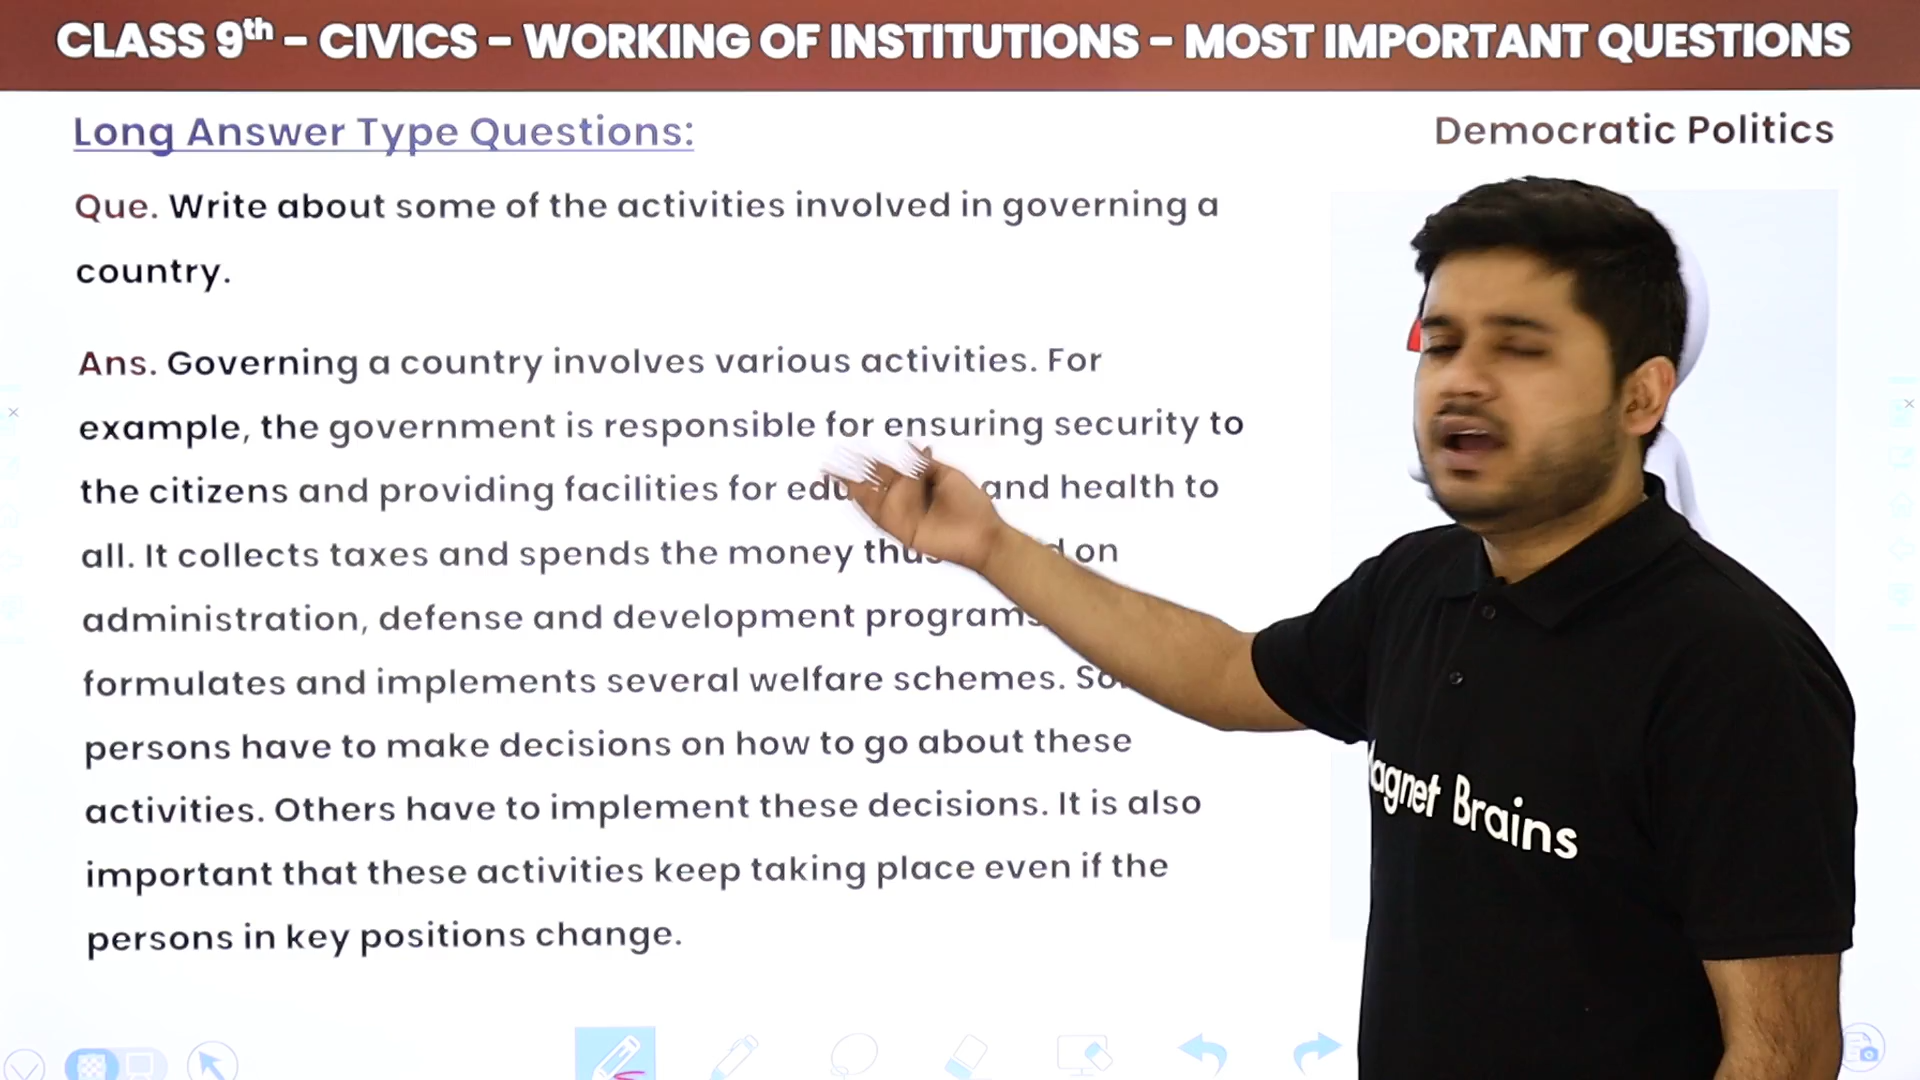 CLASS 9th - CIVICS - WORKING OF INSTITUTIONS - MOST IMPORTANT QUESTIONS
Long Answer Type Questions:
Democratic Politics
Que. Write about some of the activities involved in governing a
country.
Ans. Governing a country involves various activities. For
example, the government is responsible for ensuring security to
the citizens and providing facilities for and health to
all. It collects taxes and spends the money on
administration, defense and development
formulates and implements several welfare schemes.
persons have to make decisions on how to go about these
activities. Others have to implement these decisions. It is also
important that these activities keep taking place even if the
persons in key positions change.
Brains